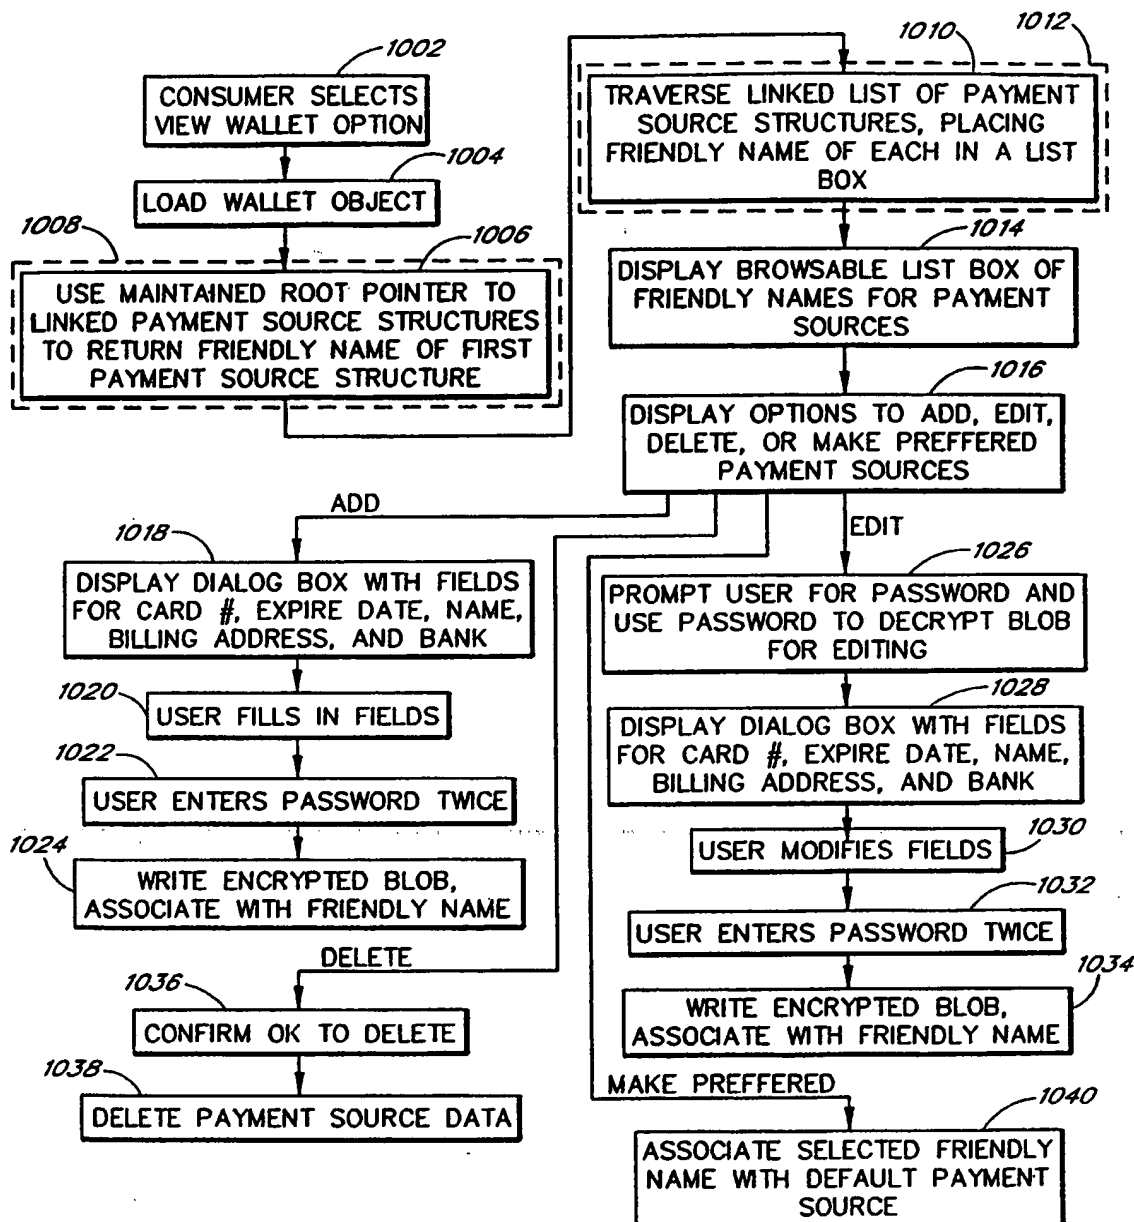 1002
CONSUMER SELECTS
VIEW WALLET OPTION
1004
LOAD WALLET OBJECT
1008
1006
USE MAINTAINED ROOT POINTER TO
LINKED PAYMENT SOURCE STRUCTURES
TO RETURN FRIENDLY NAME OF FIRST
PAYMENT SOURCE STRUCTURE
1010
1012
TRAVERSE LINKED LIST OF PAYMENT
SOURCE STRUCTURES, PLACING
FRIENDLY NAME OF EACH IN A LIST
BOX
1014
DISPLAY BROWSABLE LIST BOX OF
FRIENDLY NAMES FOR PAYMENT
SOURCES
1016
DISPLAY OPTIONS TO ADD, EDIT,
DELETE, OR MAKE PREFFERED
PAYMENT SOURCES
ADD
1018
DISPLAY DIALOG BOX WITH FIELDS
FOR CARD #, EXPIRE DATE, NAME,
BILLING ADDRESS, AND BANK
1020
USER FILLS IN FIELDS
1022
USER ENTERS PASSWORD TWICE
1024
WRITE ENCRYPTED BLOB,
ASSOCIATE WITH FRIENDLY NAME
EDIT
1026
PROMPT USER FOR PASSWORD AND
USE PASSWORD TO DECRYPT BLOB
FOR EDITING
1028
DISPLAY DIALOG BOX WITH FIELDS
FOR CARD #, EXPIRE DATE, NAME,
BILLING ADDRESS, AND BANK
1030
USER MODIFIES FIELDS
1032
USER ENTERS PASSWORD TWICE
1034
WRITE ENCRYPTED BLOB,
ASSOCIATE WITH FRIENDLY NAME
DELETE
1036
CONFIRM OK TO DELETE
1038
DELETE PAYMENT SOURCE DATA
MAKE PREFFERED
1040
ASSOCIATE SELECTED FRIENDLY
NAME WITH DEFAULT PAYMENT
SOURCE